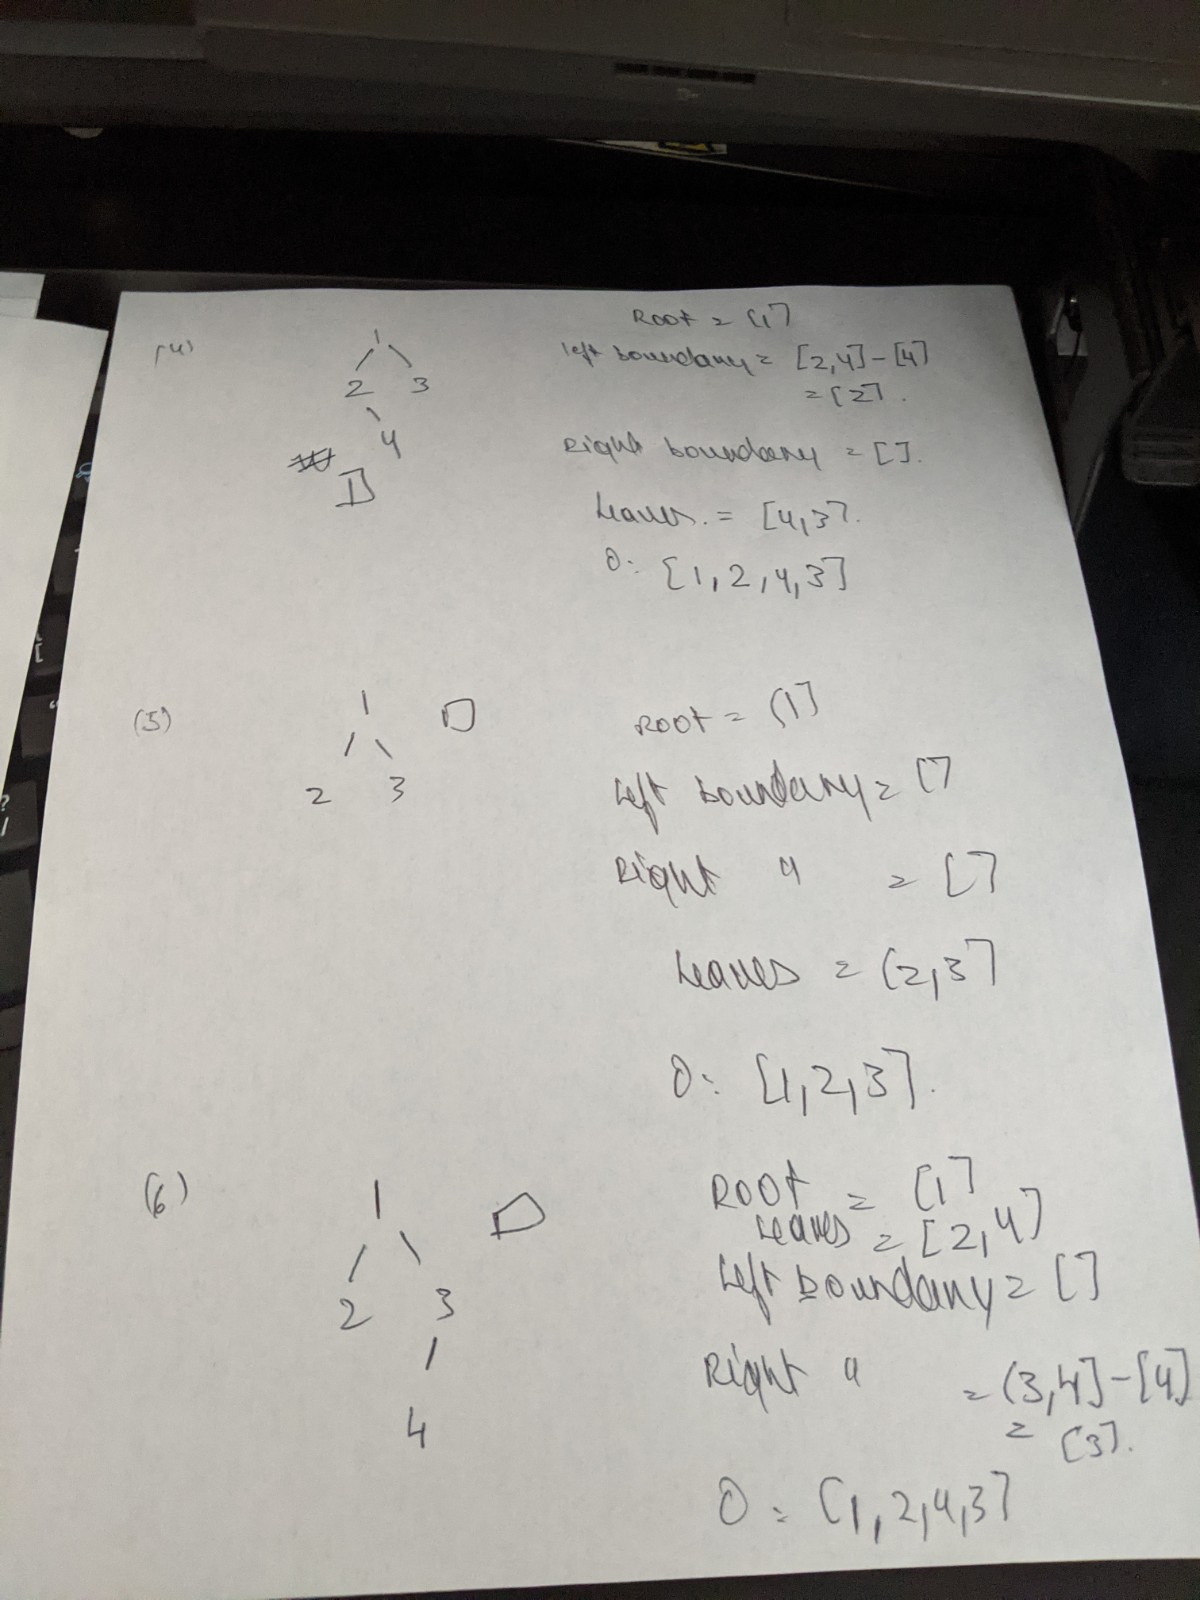 (4)
1
2 3
4
Root = [1]
left boundary = [2,4]-[4]
= [2].
Right boundary = [].
Leaves. = [4,3].
O: [1,2,4,3]
(5)
1
2 3
Root = [1]
Left boundary = []
Right " = []
Leaves = [2,3]
O: [1,2,3].
(6)
1
2 3
4
Root = [1]
Leaves = [2,4]
Left boundary = []
Right " = [3,4]-[4]
= [3].
O: [1,2,4,3]